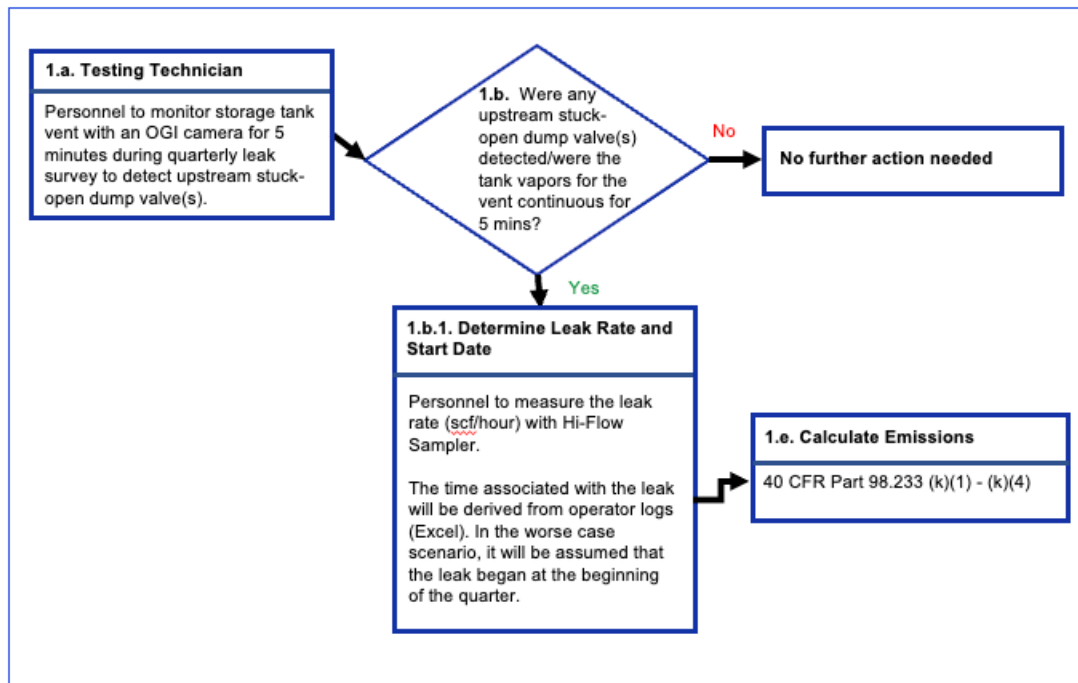 1.a. Testing Technician
Personnel to monitor storage tank
vent with an OGI camera for 5
minutes during quarterly leak
survey to detect upstream stuck-
open dump valve(s).
1.b. Were any
upstream stuck-
open dump valve(s)
detected/were the
tank vapors for the
vent continuous for
5 mins?
No
No further action needed
Yes
1.b.1. Determine Leak Rate and
Start Date
Personnel to measure the leak
rate (scf/hour) with Hi-Flow
Sampler.
The time associated with the leak
will be derived from operator logs
(Excel). In the worse case
scenario, it will be assumed that
the leak began at the beginning
of the quarter.
1.e. Calculate Emissions
40 CFR Part 98.233 (k)(1) - (k)(4)